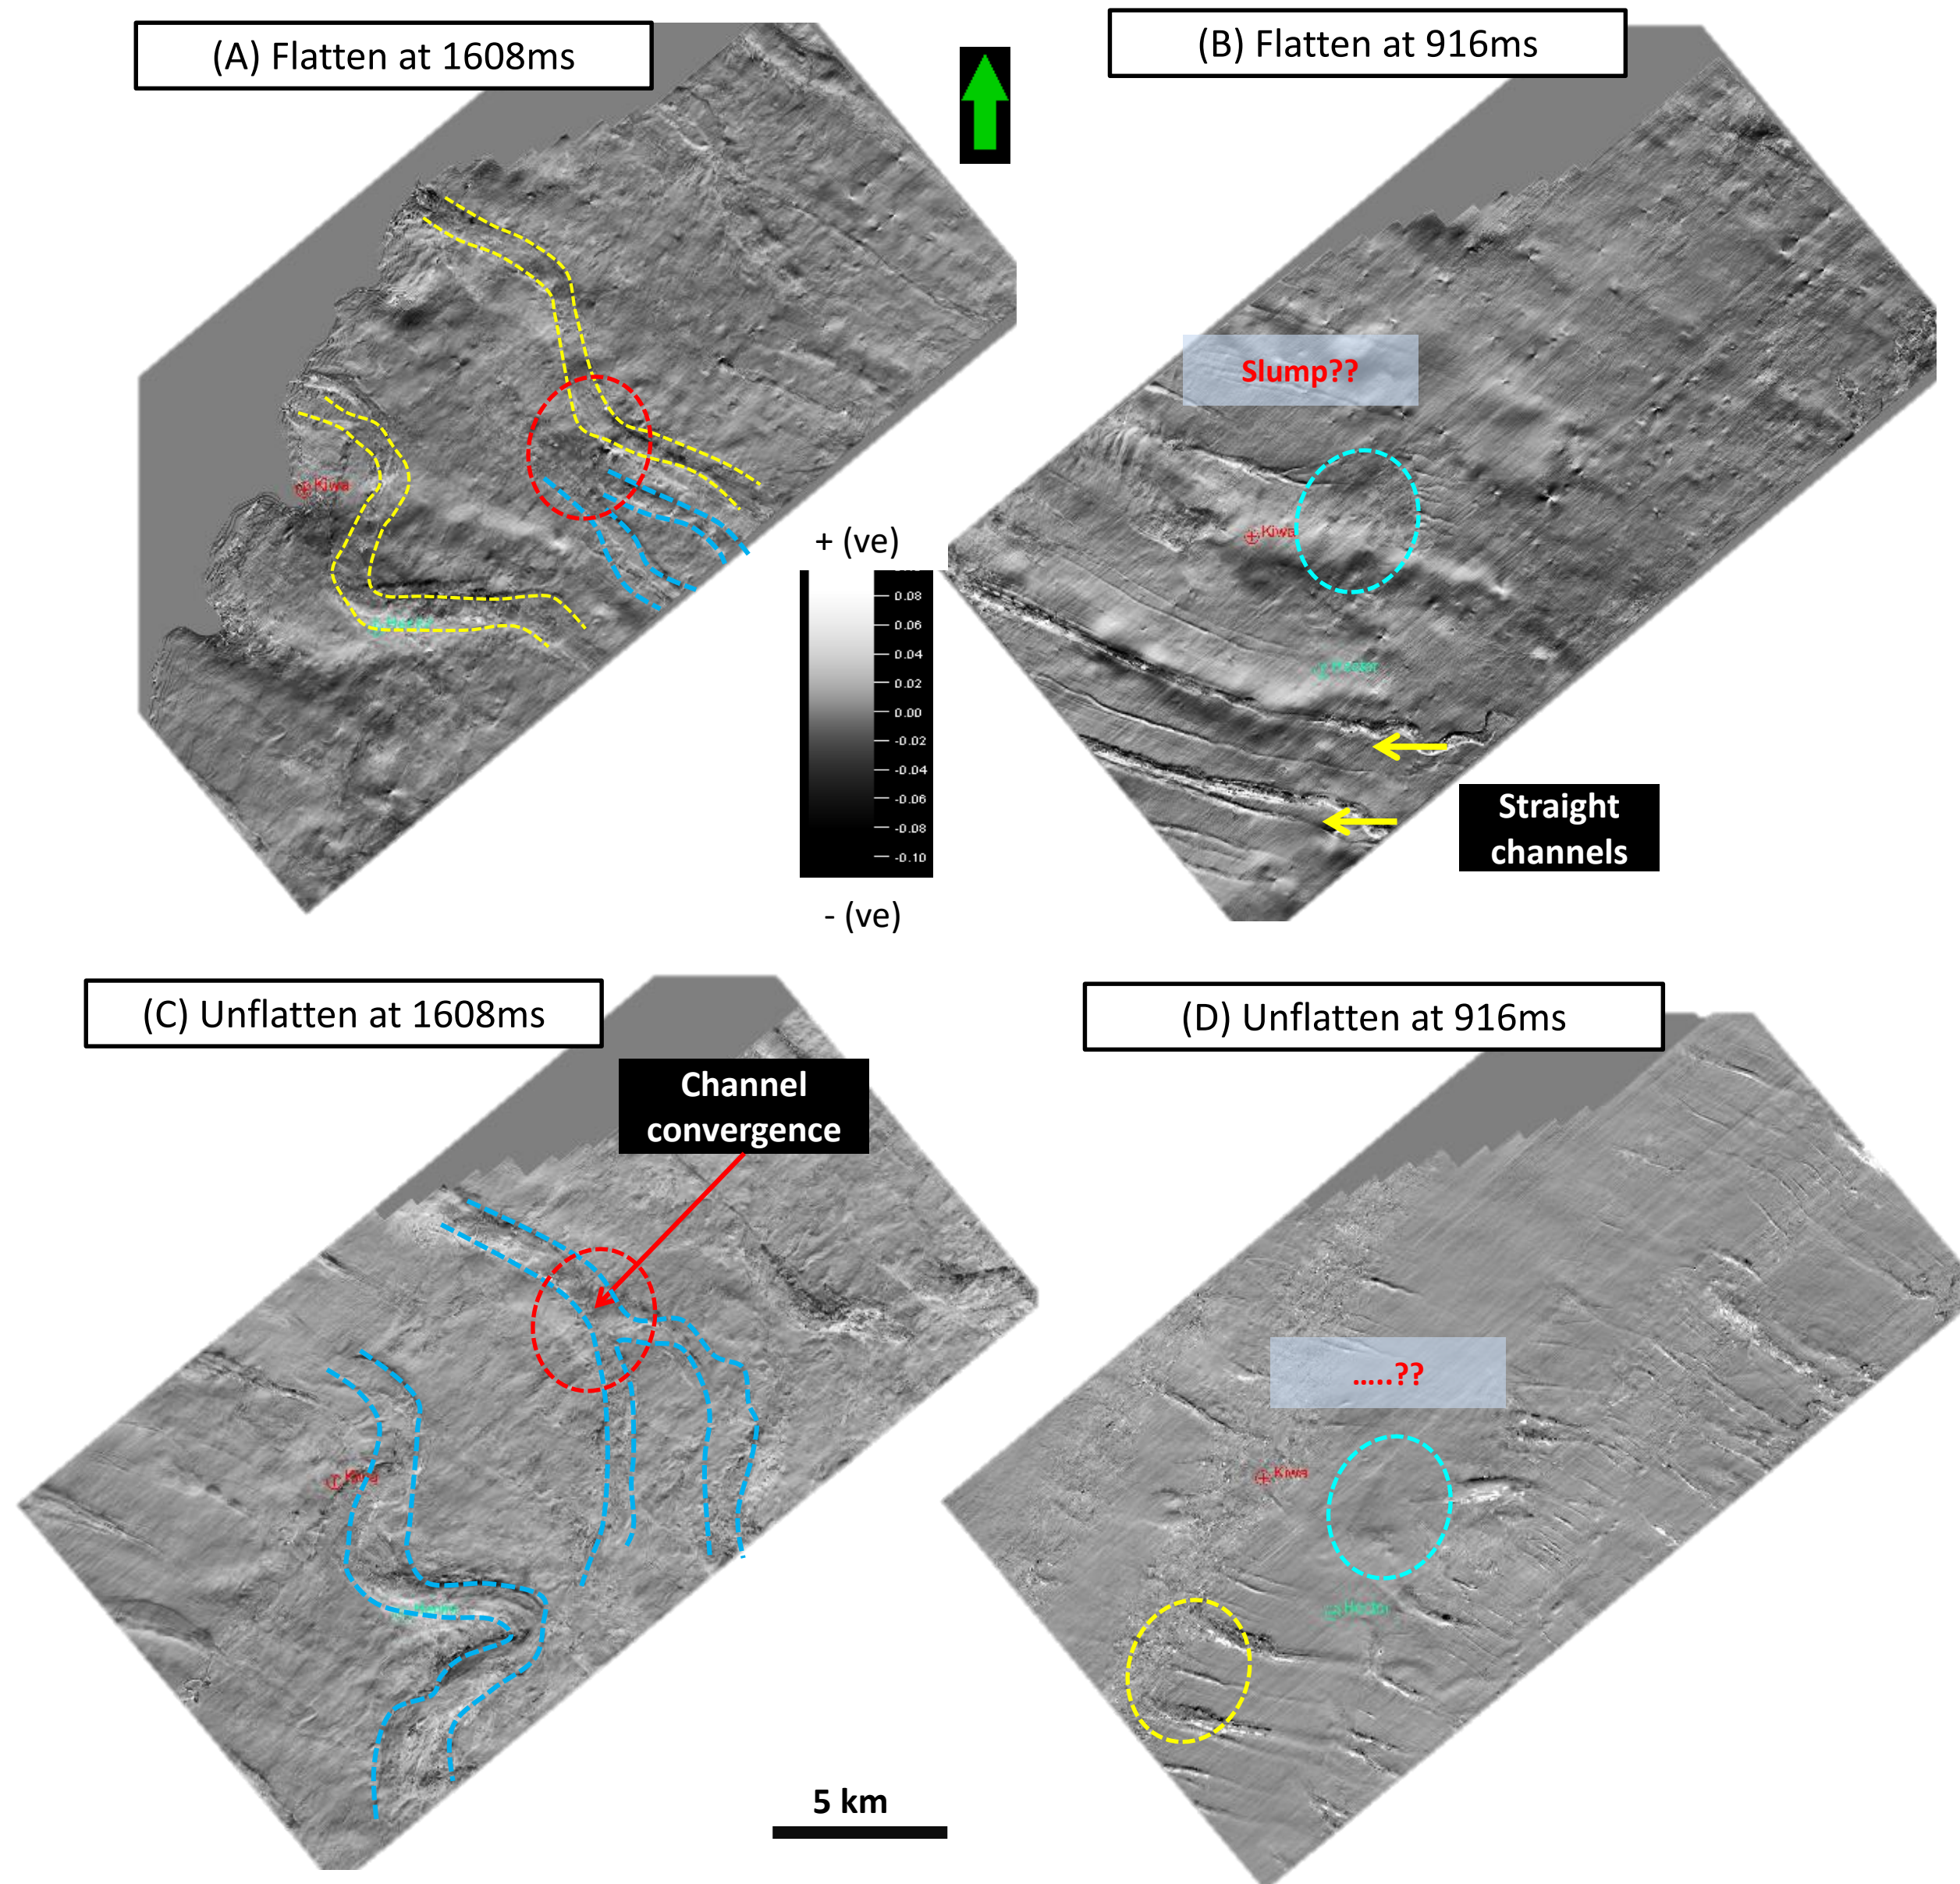 (A) Flatten at 1608ms
(B) Flatten at 916ms
Slump??
Kiwa
Kiwa
+ (ve)
0.08
0.06
0.04
0.02
0.00
-0.02
-0.04
-0.06
-0.08
-0.10
- (ve)
Hector
Straight
channels
(C) Unflatten at 1608ms
(D) Unflatten at 916ms
Channel
convergence
.....??
Kiwa
Hector
5 km